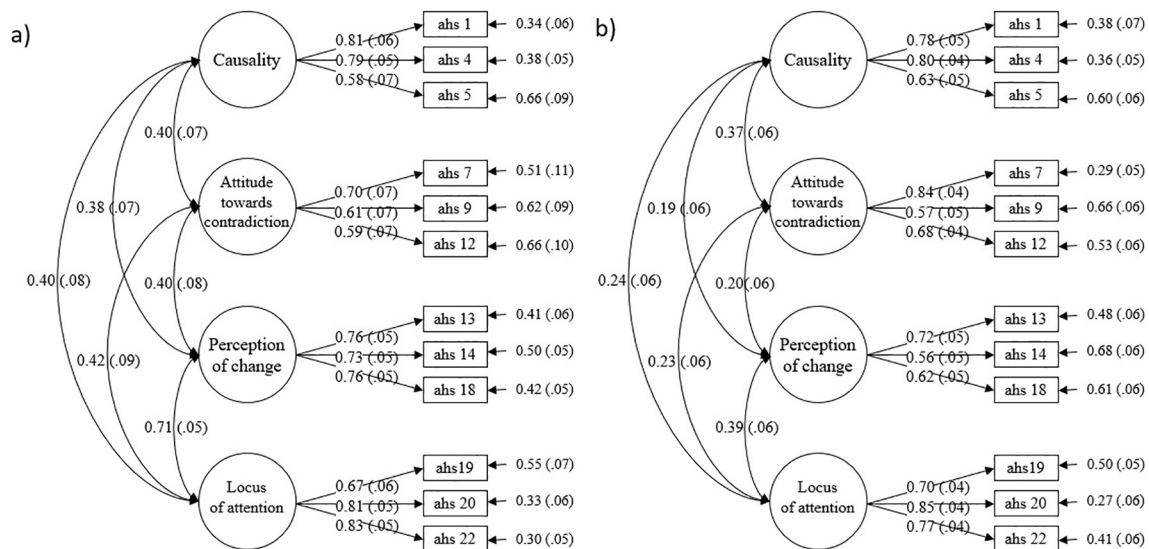 a)
Causality
0.81 (.06)
0.79 (.05)
0.58 (.07)
ahs 1
0.34 (.06)
ahs 4
0.38 (.05)
ahs 5
0.66 (.09)
0.40 (.07)
0.38 (.07)
0.40 (.08)
Attitude
towards
contradiction
0.70 (.07)
0.61 (.07)
0.59 (.07)
ahs 7
0.51 (.11)
ahs 9
0.62 (.09)
ahs 12
0.66 (.10)
0.40 (.08)
0.42 (.09)
Perception
of change
0.76 (.05)
0.73 (.05)
0.76 (.05)
ahs 13
0.41 (.06)
ahs 14
0.50 (.05)
ahs 18
0.42 (.05)
0.71 (.05)
Locus
of attention
0.67 (.06)
0.81 (.05)
0.83 (.05)
ahs19
0.55 (.07)
ahs 20
0.33 (.06)
ahs 22
0.30 (.05)
b)
Causality
0.78 (.05)
0.80 (.04)
0.63 (.05)
ahs 1
0.38 (.07)
ahs 4
0.36 (.05)
ahs 5
0.60 (.06)
0.37 (.06)
0.19 (.06)
0.24 (.06)
Attitude
towards
contradiction
0.84 (.04)
0.57 (.05)
0.68 (.04)
ahs 7
0.29 (.05)
ahs 9
0.66 (.06)
ahs 12
0.53 (.06)
0.20 (.06)
0.23 (.06)
Perception
of change
0.72 (.05)
0.56 (.05)
0.62 (.05)
ahs 13
0.48 (.06)
ahs 14
0.68 (.06)
ahs 18
0.61 (.06)
0.39 (.06)
Locus
of attention
0.70 (.04)
0.85 (.04)
0.77 (.04)
ahs19
0.50 (.05)
ahs 20
0.27 (.06)
ahs 22
0.41 (.06)